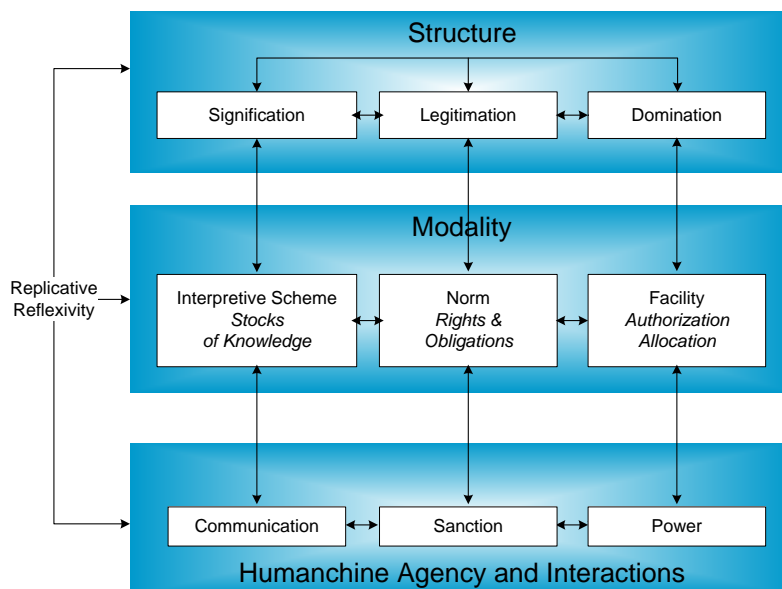 Structure
Signification
Legitimation
Domination
Modality
Replicative
Reflexivity
Interpretive Scheme
Stocks
of Knowledge
Norm
Rights &
Obligations
Facility
Authorization
Allocation
Communication
Sanction
Power
Humanchine Agency and Interactions